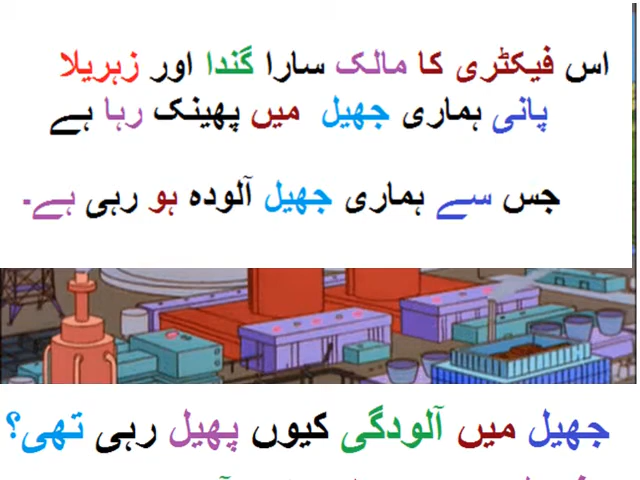 اس فیکٹری کا مالک سارا گندا اور زہریلا
پانی ہماری جھیل میں پھینک رہا ہے
جس سے ہماری جھیل آلودہ ہو رہی ہے۔
جھیل میں آلودگی کیوں پھیل رہی تھی؟